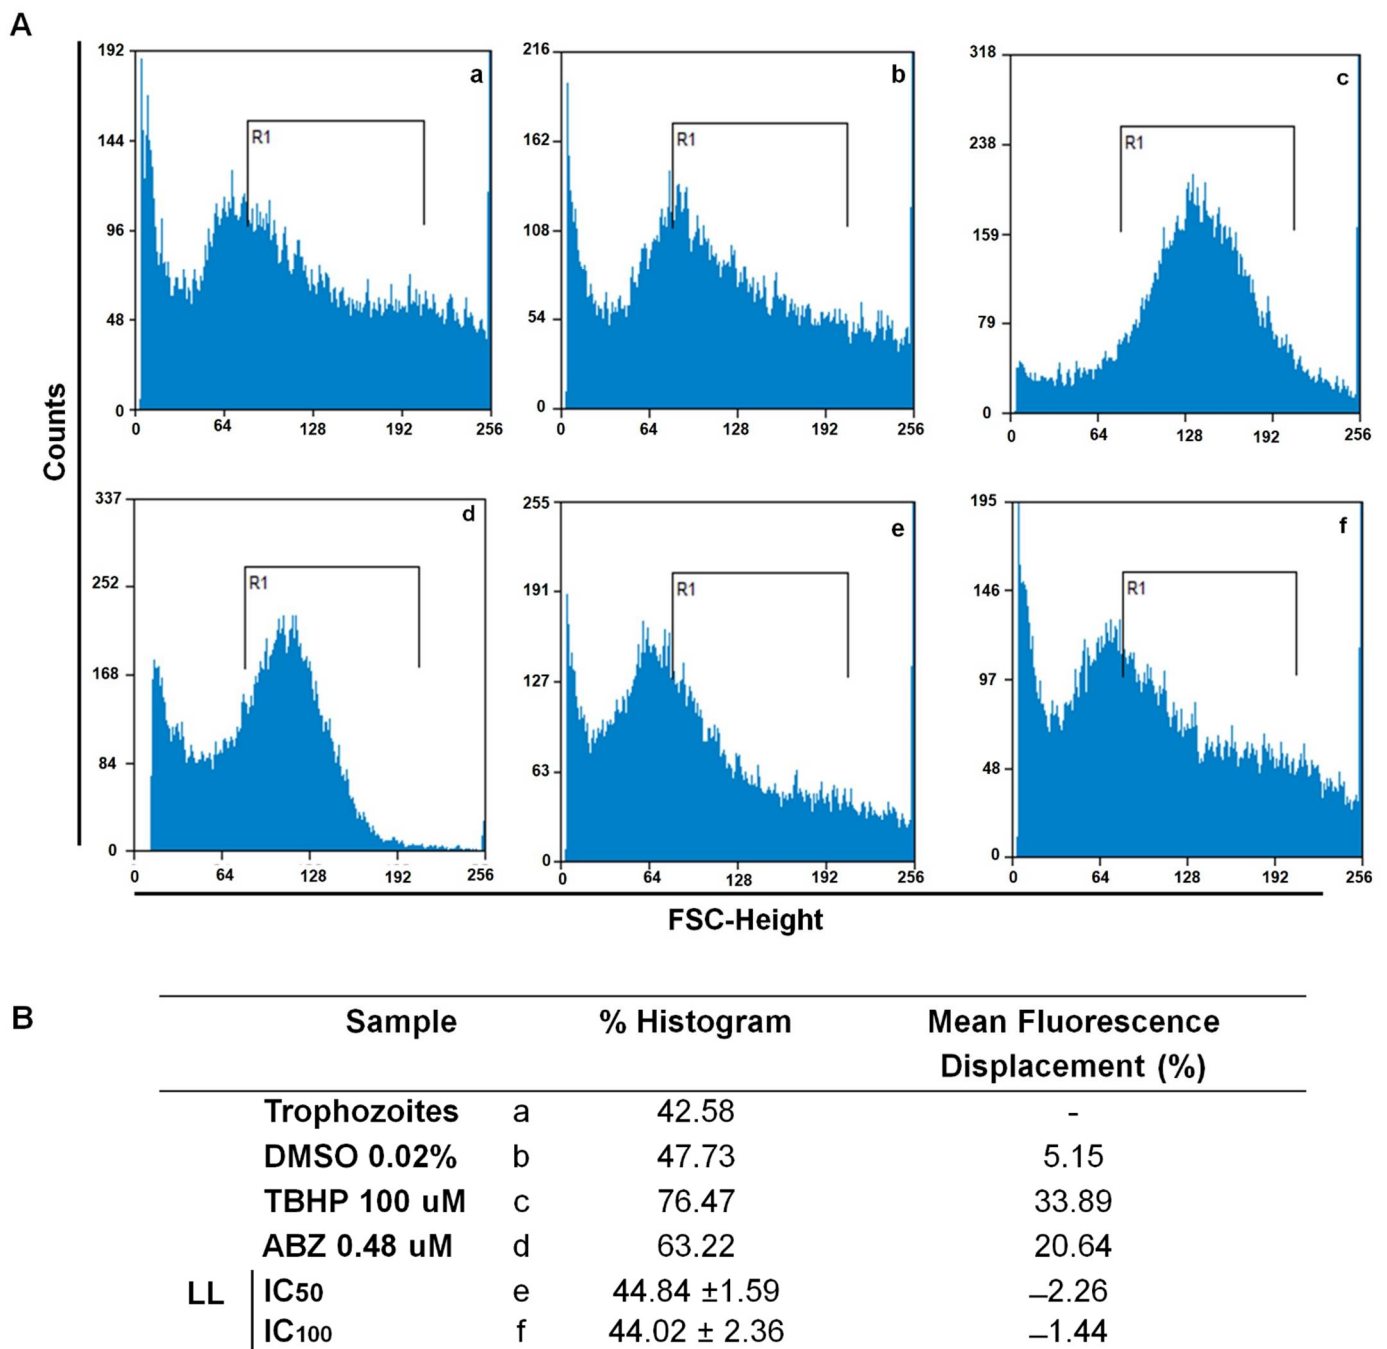 A
192
144
96
48
0
a
R1
0 64 128 192 256
216
162
108
54
0
b
R1
0 64 128 192 256
318
238
159
79
0
c
R1
0 64 128 192 256
337
252
168
84
0
d
R1
0 64 128 192 256
255
191
127
63
0
e
R1
0 64 128 192 256
195
146
97
48
0
f
R1
0 64 128 192 256
Counts
FSC-Height
B
Sample % Histogram Mean Fluorescence
Displacement (%)
Trophozoites a 42.58 -
DMSO 0.02% b 47.73 5.15
TBHP 100 uM c 76.47 33.89
ABZ 0.48 uM d 63.22 20.64
LL IC50 e 44.84 ±1.59 –2.26
IC100 f 44.02 ± 2.36 –1.44